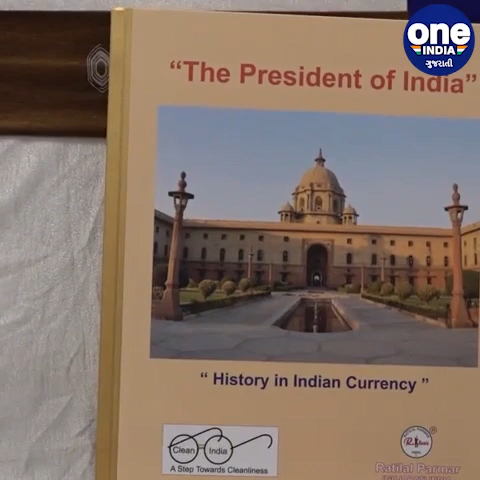 one
INDIA
ગુજરાતી
“The President of India”
“ History in Indian Currency ”
Clean India
A Step Towards Cleanliness
Ratilal Parmar